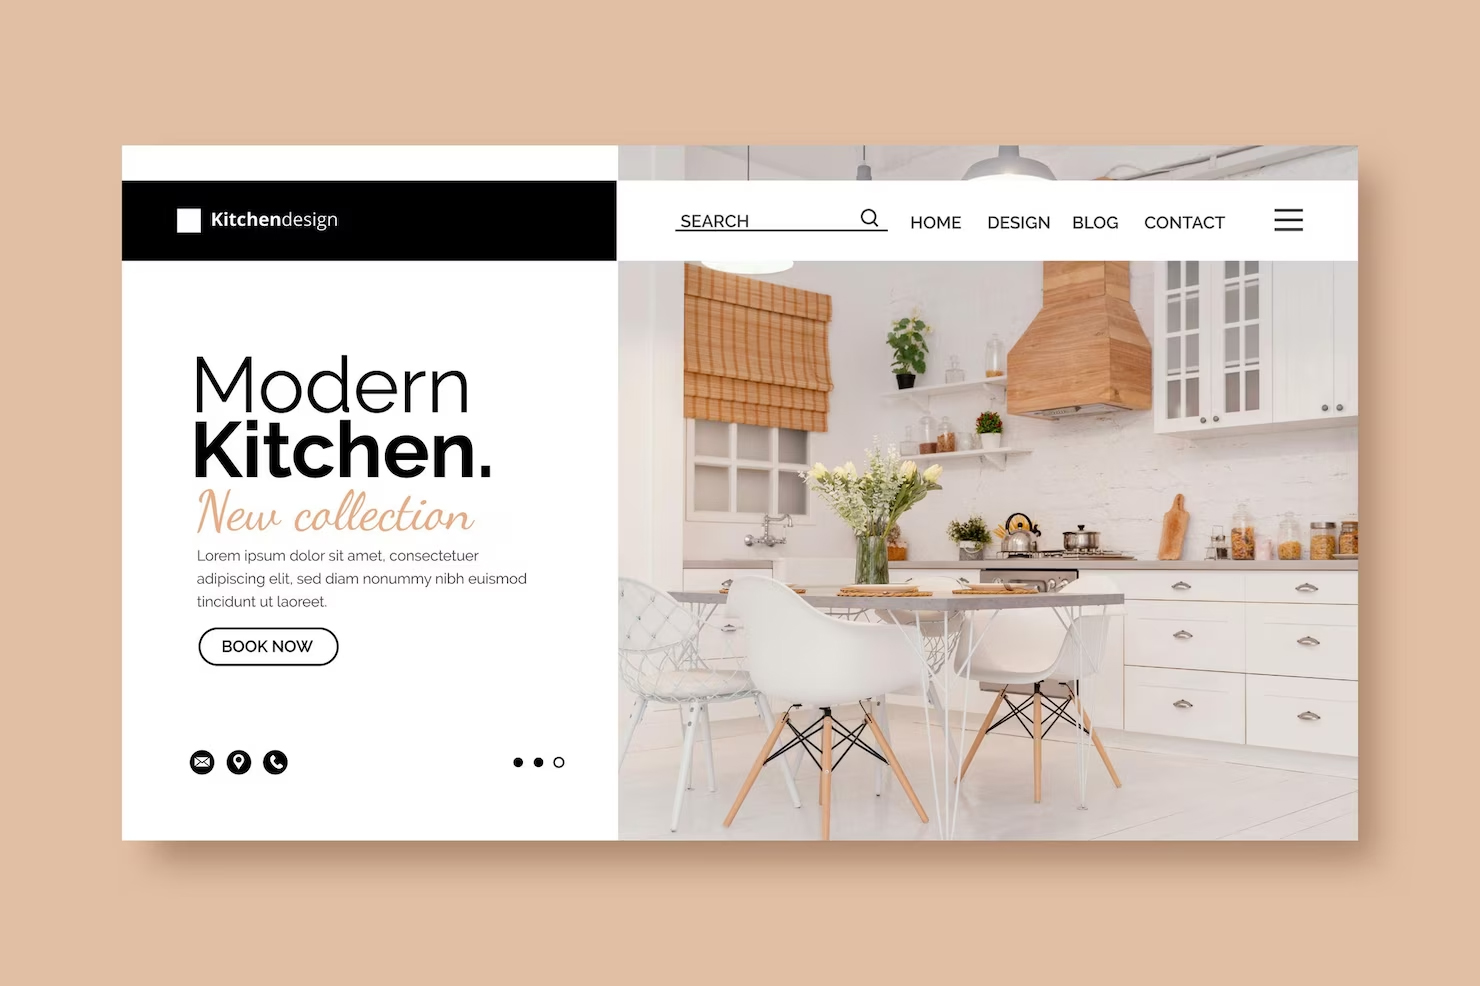 Kitchendesign
SEARCH
HOME
DESIGN
BLOG
CONTACT
Modern
Kitchen.
New collection
Lorem ipsum dolor sit amet, consectetuer
adipiscing elit, sed diam nonummy nibh euismod
tincidunt ut laoreet.
BOOK NOW